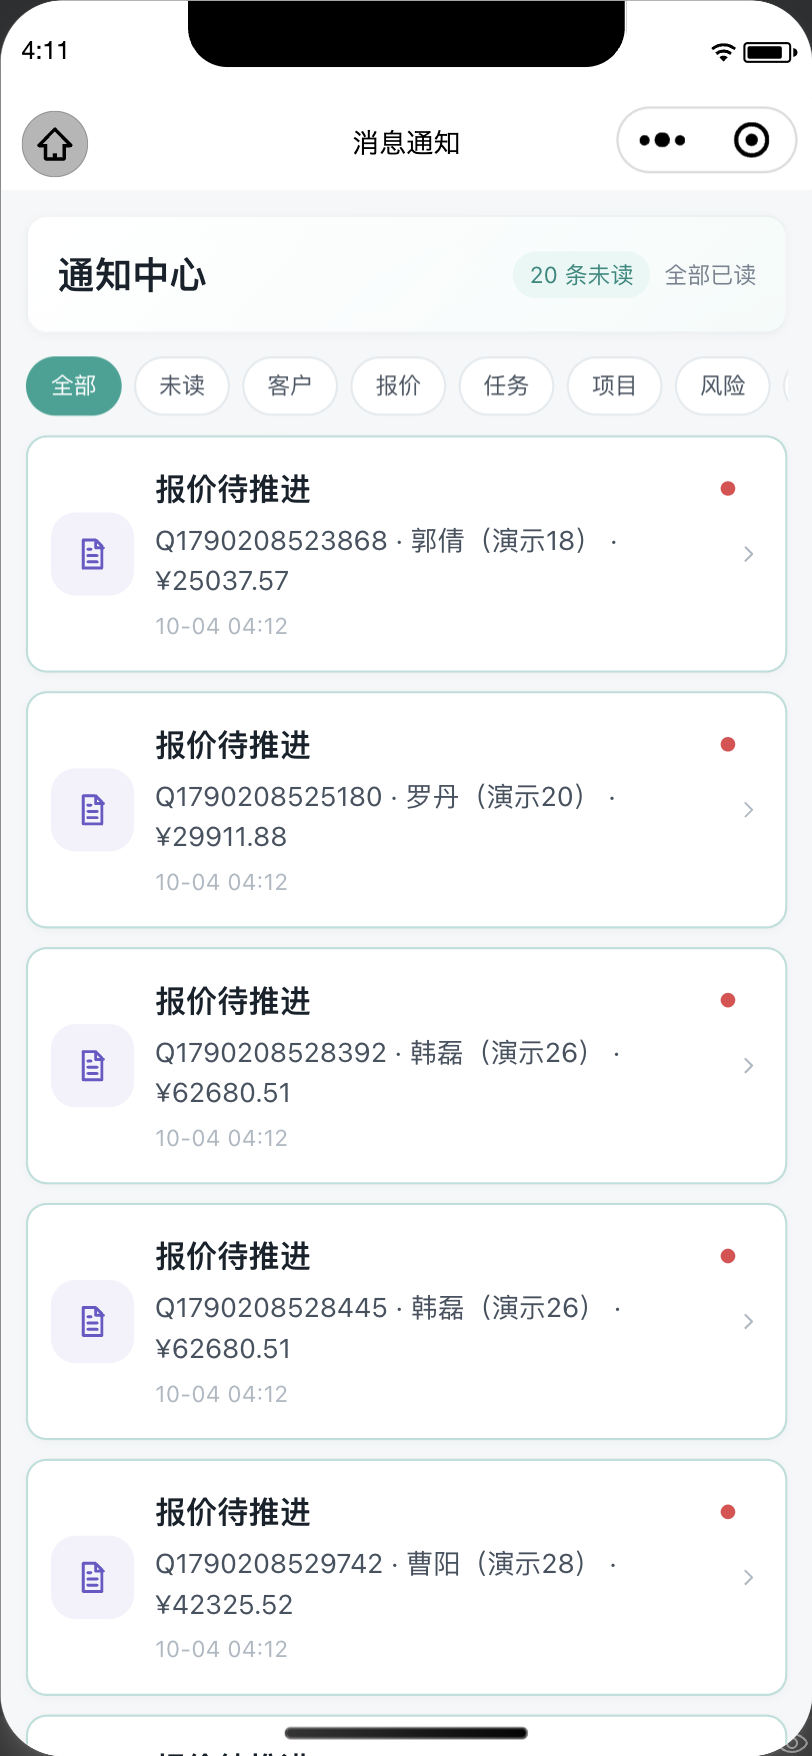 4:11
消息通知
通知中心
20 条未读
全部已读
全部
未读
客户
报价
任务
项目
风险
报价待推进
Q1790208523868 · 郭倩（演示18） ·
¥25037.57
10-04 04:12
报价待推进
Q1790208525180 · 罗丹（演示20） ·
¥29911.88
10-04 04:12
报价待推进
Q1790208528392 · 韩磊（演示26） ·
¥62680.51
10-04 04:12
报价待推进
Q1790208528445 · 韩磊（演示26） ·
¥62680.51
10-04 04:12
报价待推进
Q1790208529742 · 曹阳（演示28） ·
¥42325.52
10-04 04:12